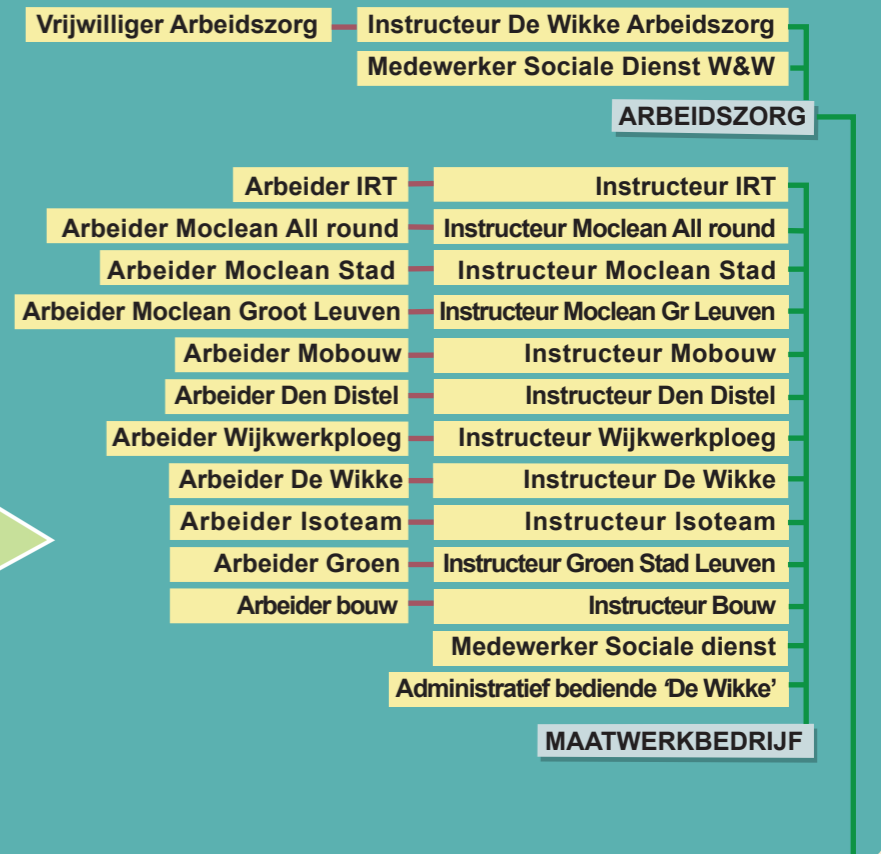 Vrijwilliger Arbeidszorg Instructeur De Wikke Arbeidszorg
Medewerker Sociale Dienst W&W
ARBEIDSZORG
Arbeider IRT Instructeur IRT
Arbeider Moclean All round Instructeur Moclean All round
Arbeider Moclean Stad Instructeur Moclean Stad
Arbeider Moclean Groot Leuven Instructeur Moclean Gr Leuven
Arbeider Mobouw Instructeur Mobouw
Arbeider Den Distel Instructeur Den Distel
Arbeider Wijkwerkploeg Instructeur Wijkwerkploeg
Arbeider De Wikke Instructeur De Wikke
Arbeider Isoteam Instructeur Isoteam
Arbeider Groen Instructeur Groen Stad Leuven
Arbeider bouw Instructeur Bouw
Medewerker Sociale dienst
Administratief bediende ‘De Wikke’
MAATWERKBEDRIJF